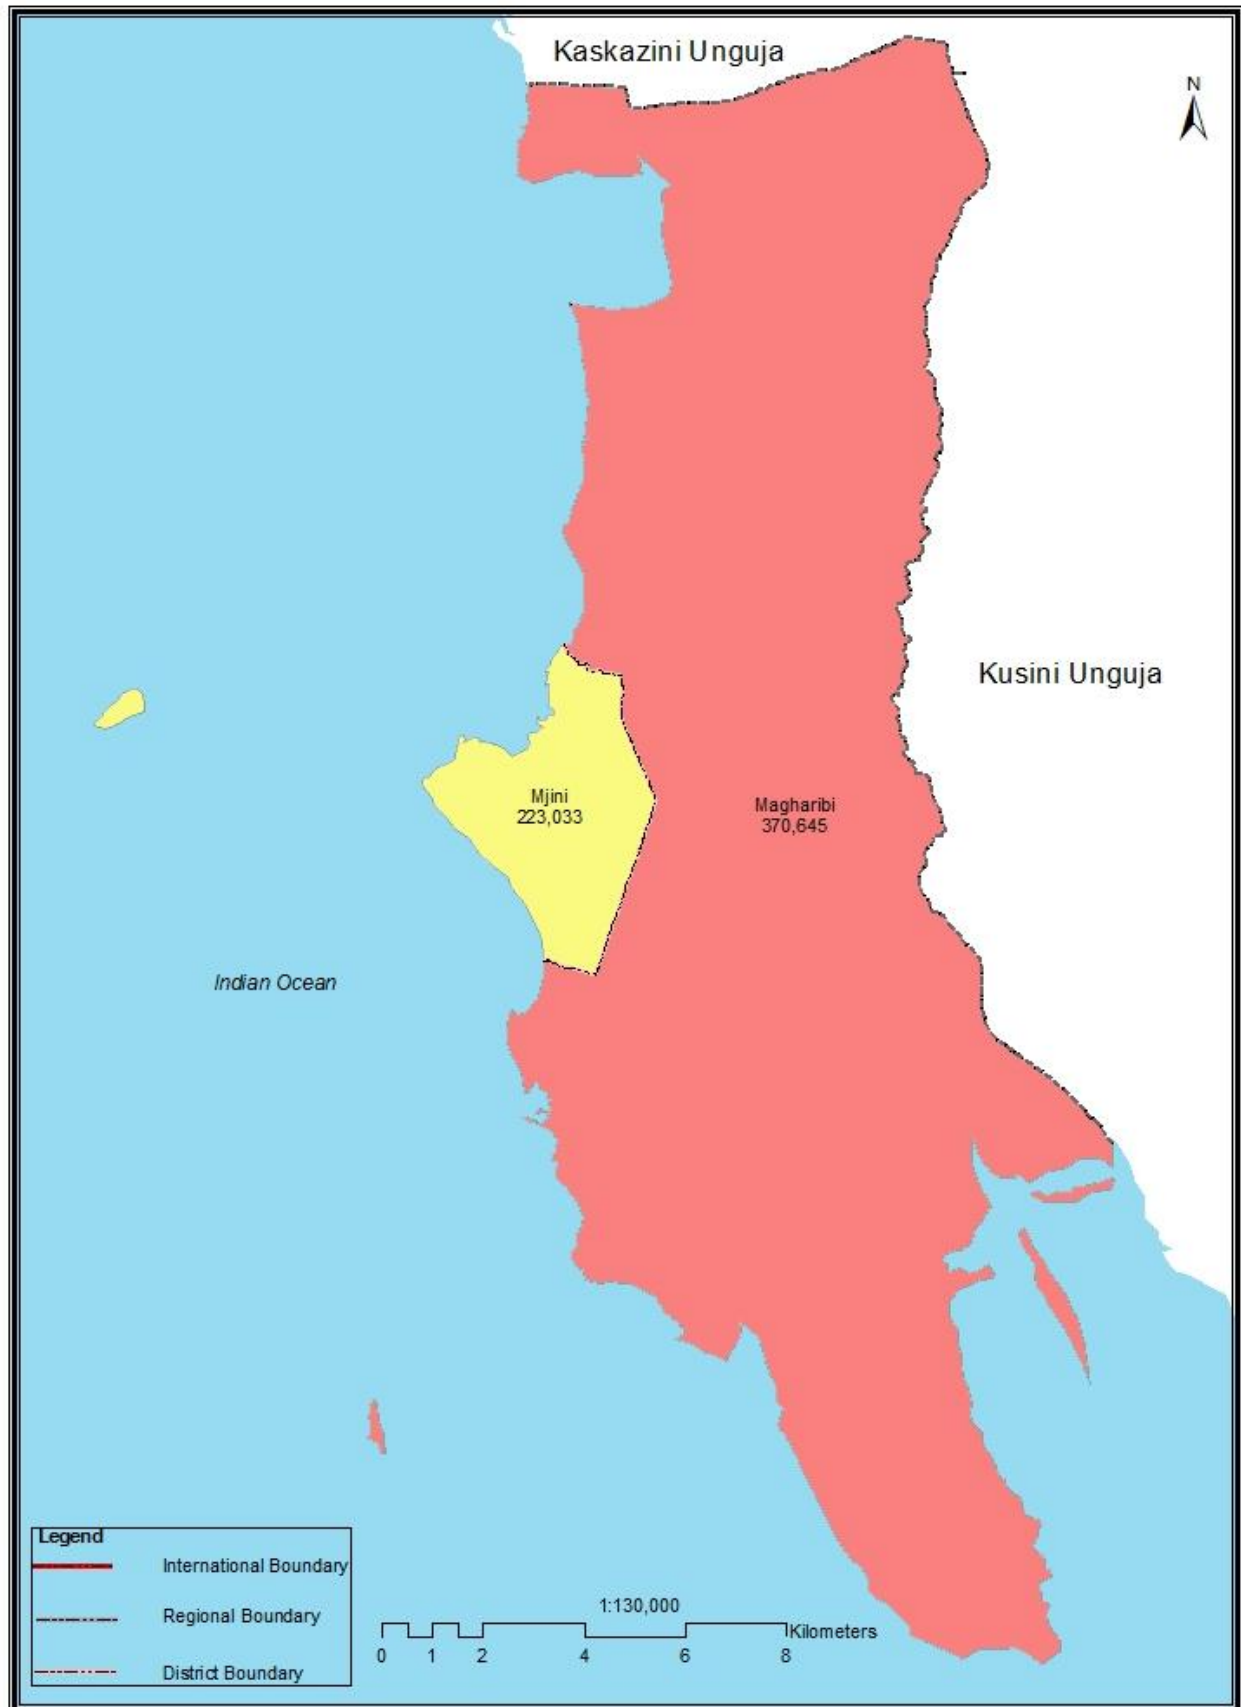 Kaskazini Unguja
N
Kusini Unguja
Mjini
223,033
Magharibi
370,645
Indian Ocean
Legend
International Boundary
Regional Boundary
District Boundary
1:130,000
Kilometers
0 1 2 4 6 8